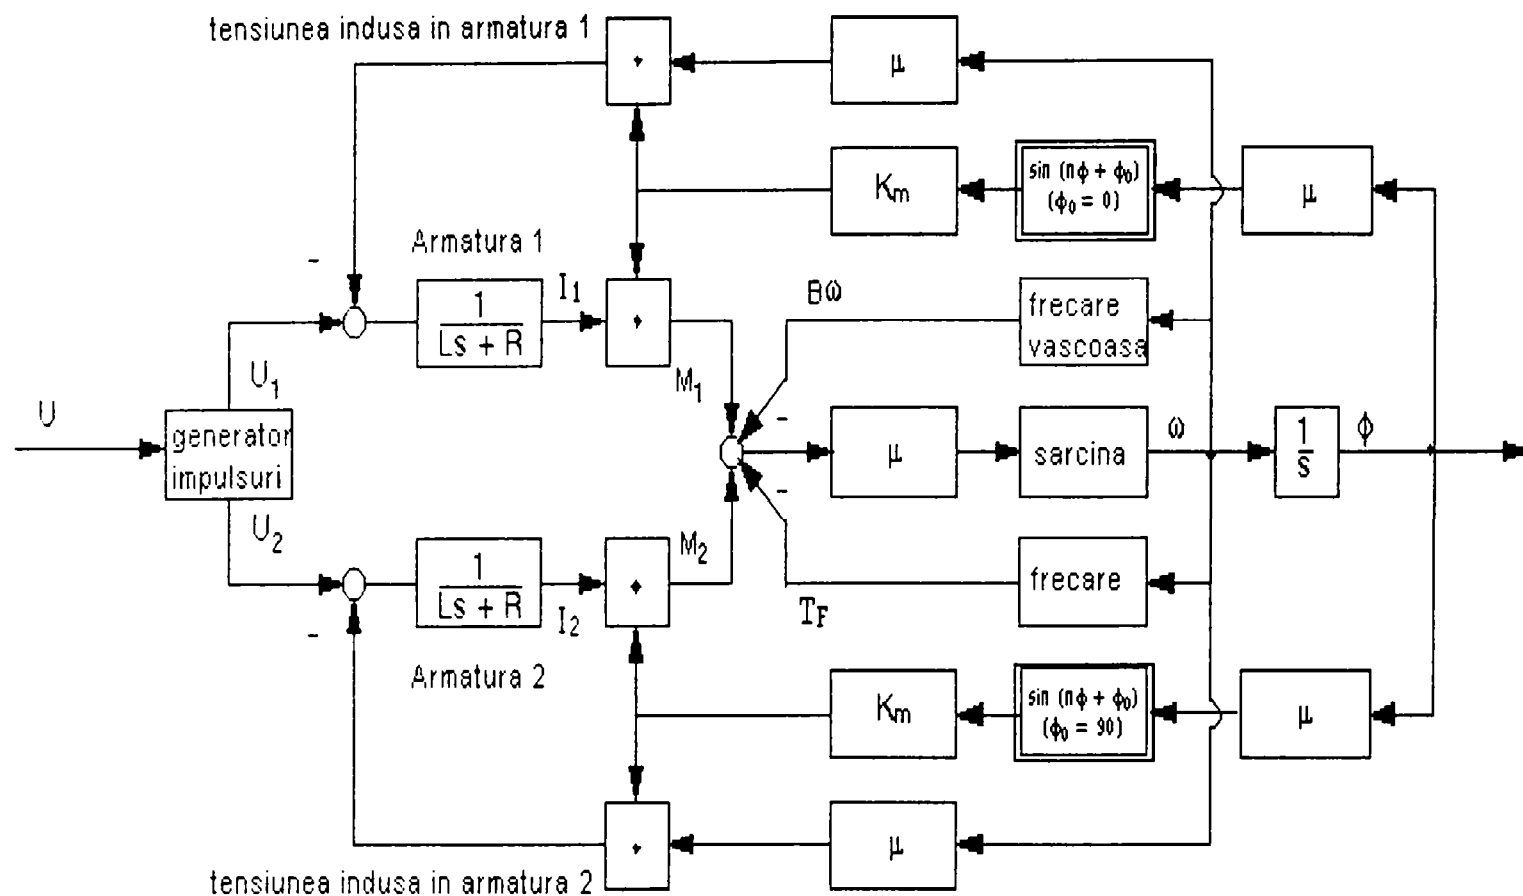 tensiunea indusa in armatura 1
μ
Km
sin (nϕ + ϕ0)
(ϕ0 = 0)
μ
Armatura 1
-
1
Ls + R
I1
Bω
frecare
vascoasa
U1
M1
U
generator
impulsuri
-
μ
sarcina
ω
1
s
ϕ
U2
-
1
Ls + R
I2
M2
TF
frecare
-
Armatura 2
Km
sin (nϕ + ϕ0)
(ϕ0 = 90)
μ
μ
tensiunea indusa in armatura 2